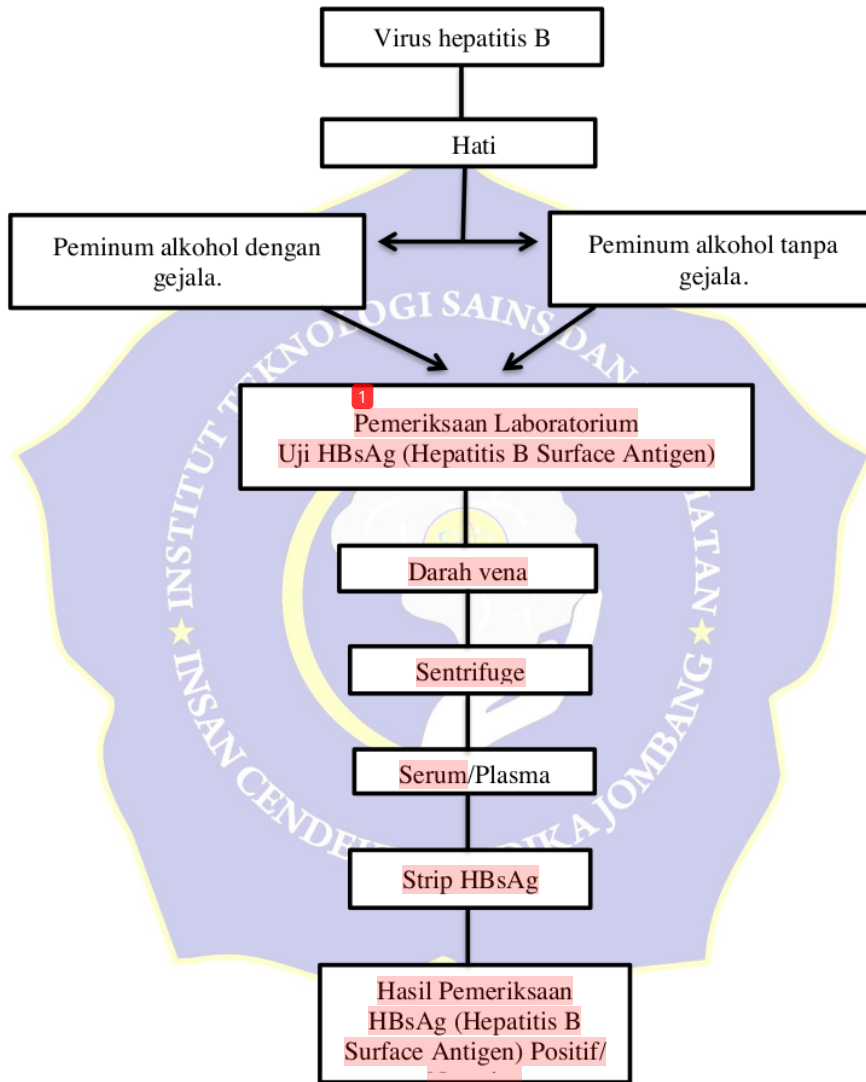 Virus hepatitis B
Hati
Peminum alkohol dengan
gejala.
Peminum alkohol tanpa
gejala.
1
Pemeriksaan Laboratorium
Uji HBsAg (Hepatitis B Surface Antigen)
Darah vena
Sentrifuge
Serum/Plasma
Strip HBsAg
Hasil Pemeriksaan
HBsAg (Hepatitis B
Surface Antigen) Positif/
INSTITUT TEKNOLOGI SAINS DAN
INSAN CENDEKIA MEDIKA JOMBANG